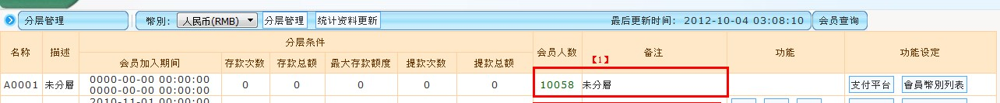 分层管理 幣別: 人民币(RMB) 分层管理 统计资料更新 最后更新时间: 2012-10-04 03:08:10 会员查询
名称 描述 分层条件 会员人数 备注 功能 功能设定
会员加入期间 存款次数 存款总额 最大存款额度 提款次数 提款总额
【1】
A0001 未分層 0000-00-00 00:00:00 0 0 0 0 0 10058 未分層 支付平台 會員幣別列表
0000-00-00 00:00:00
2010-11-01 00:00:00